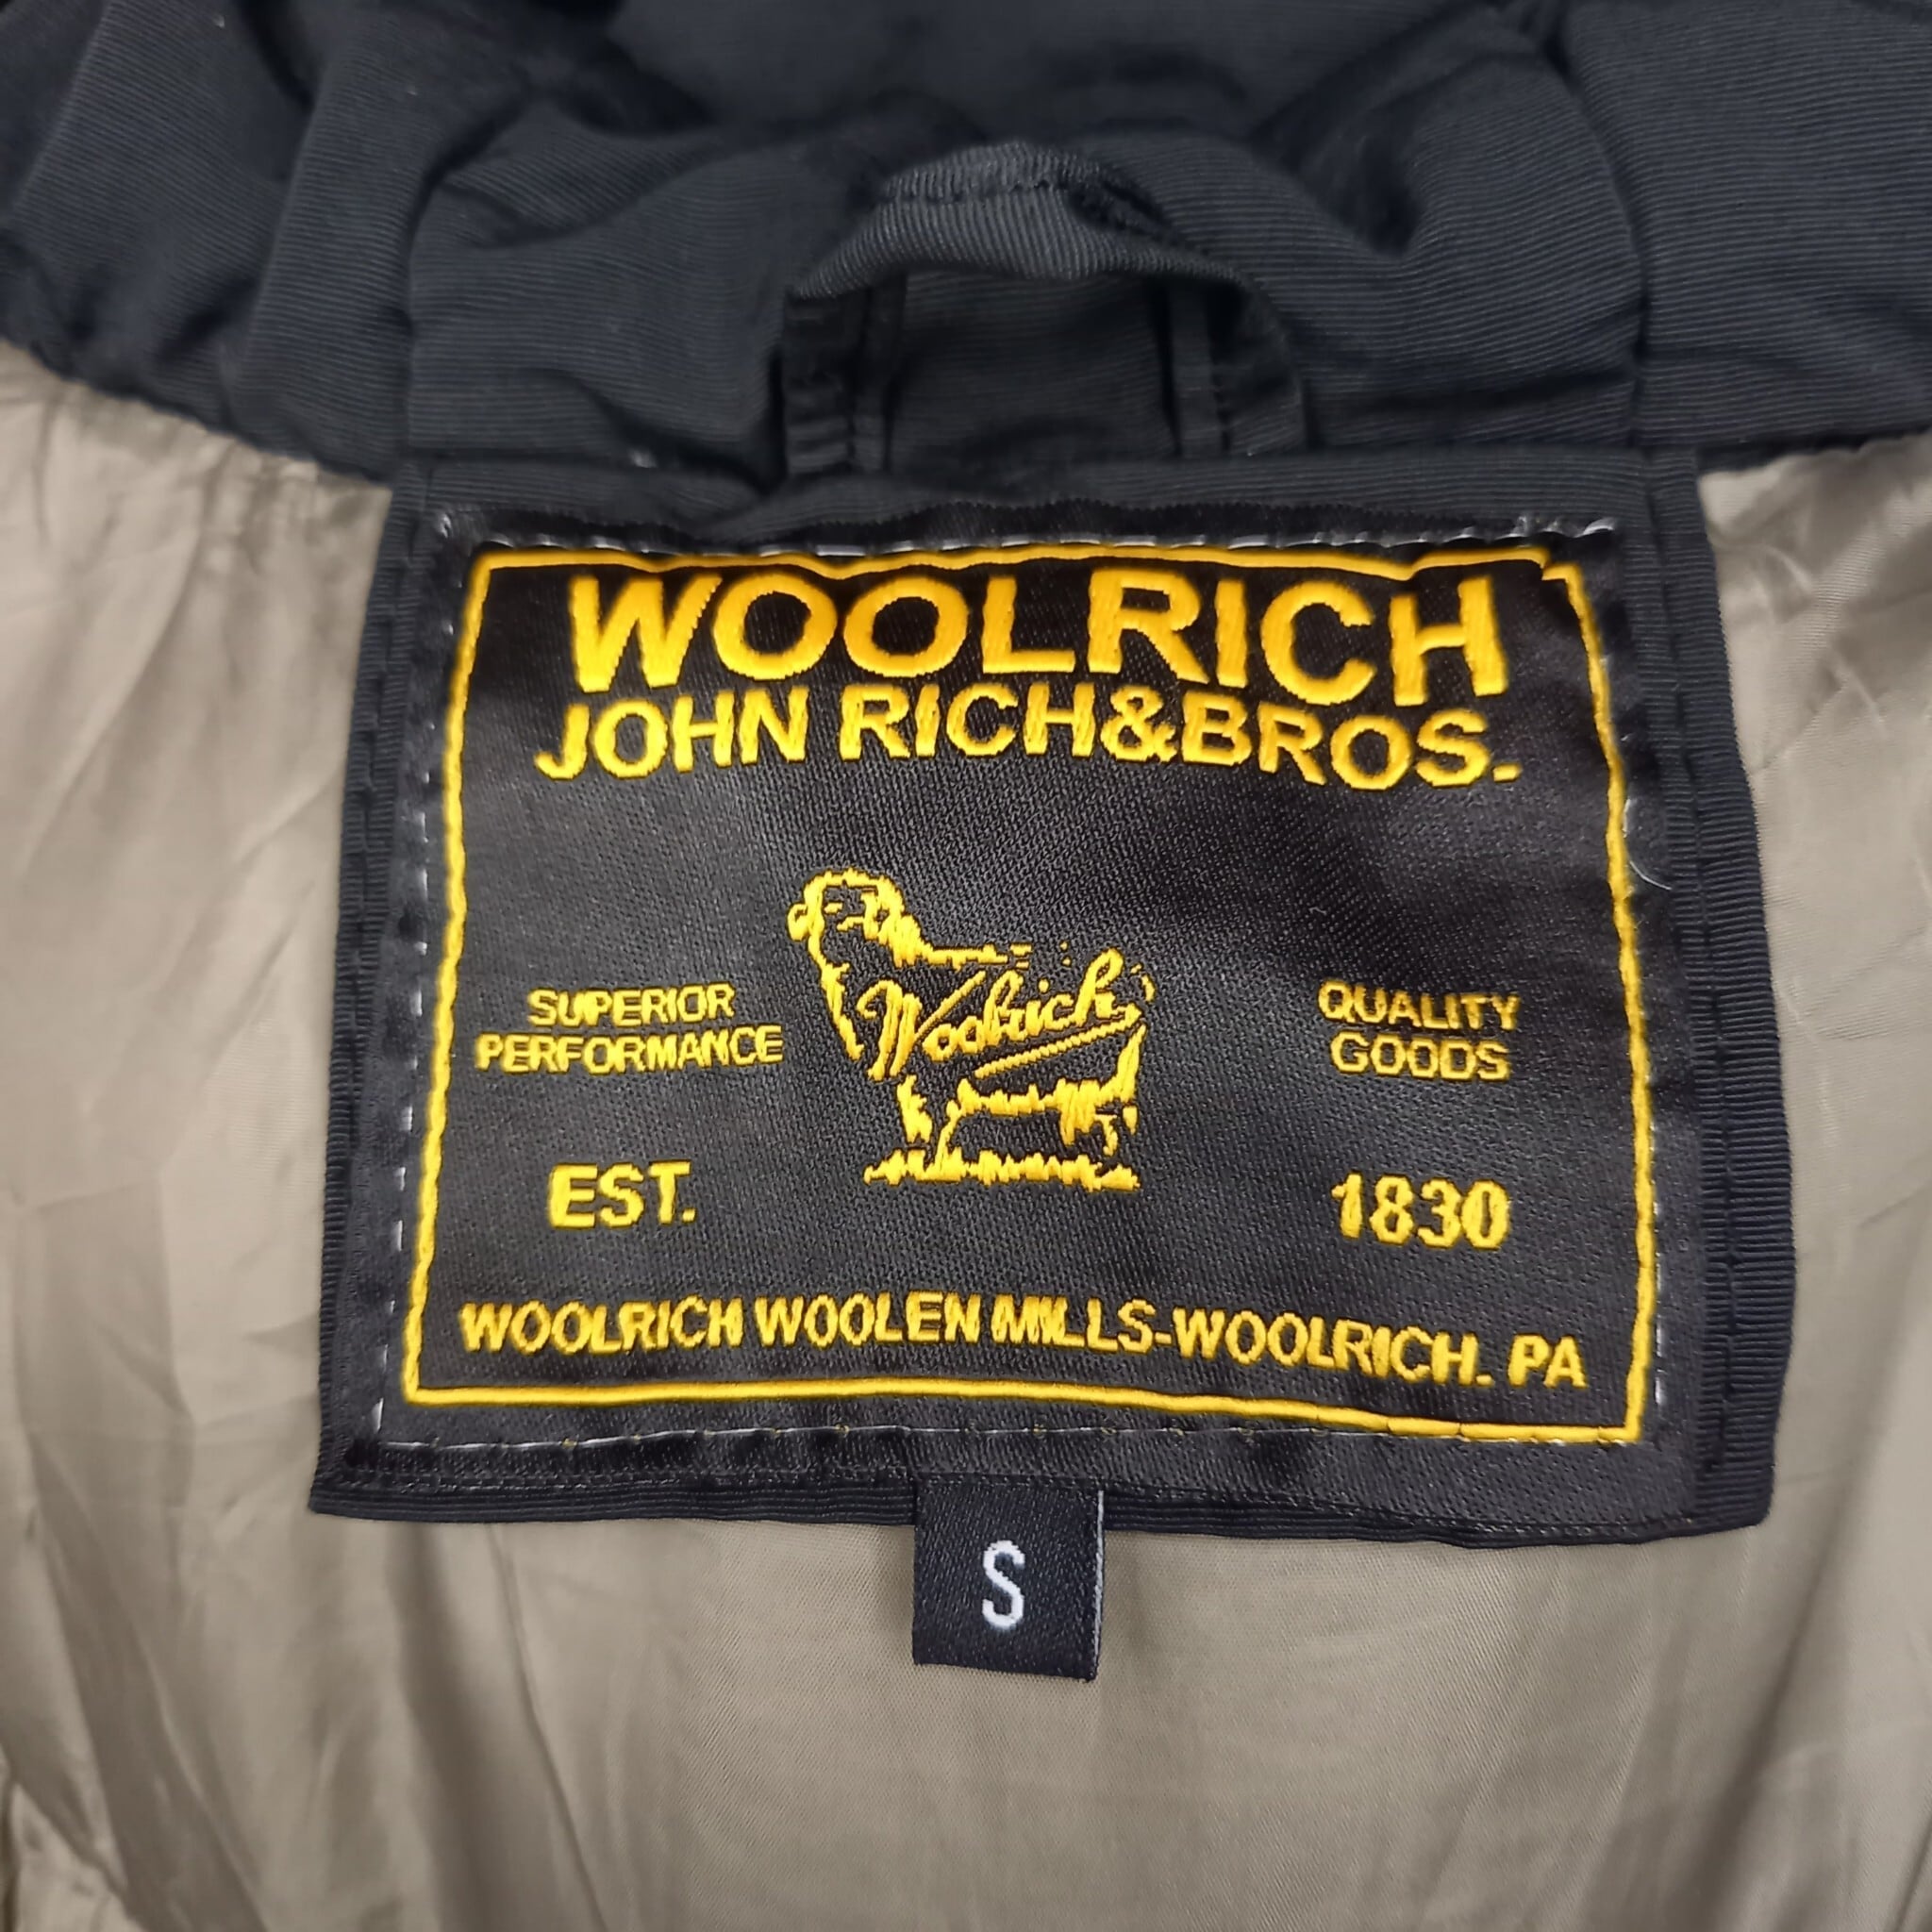 WOOLRICH
JOHN RICH&BROS.
Woolrich
SUPERIOR
PERFORMANCE
QUALITY
GOODS
EST.
1830
WOOLRICH WOOLEN MILLS-WOOLRICH. PA
S